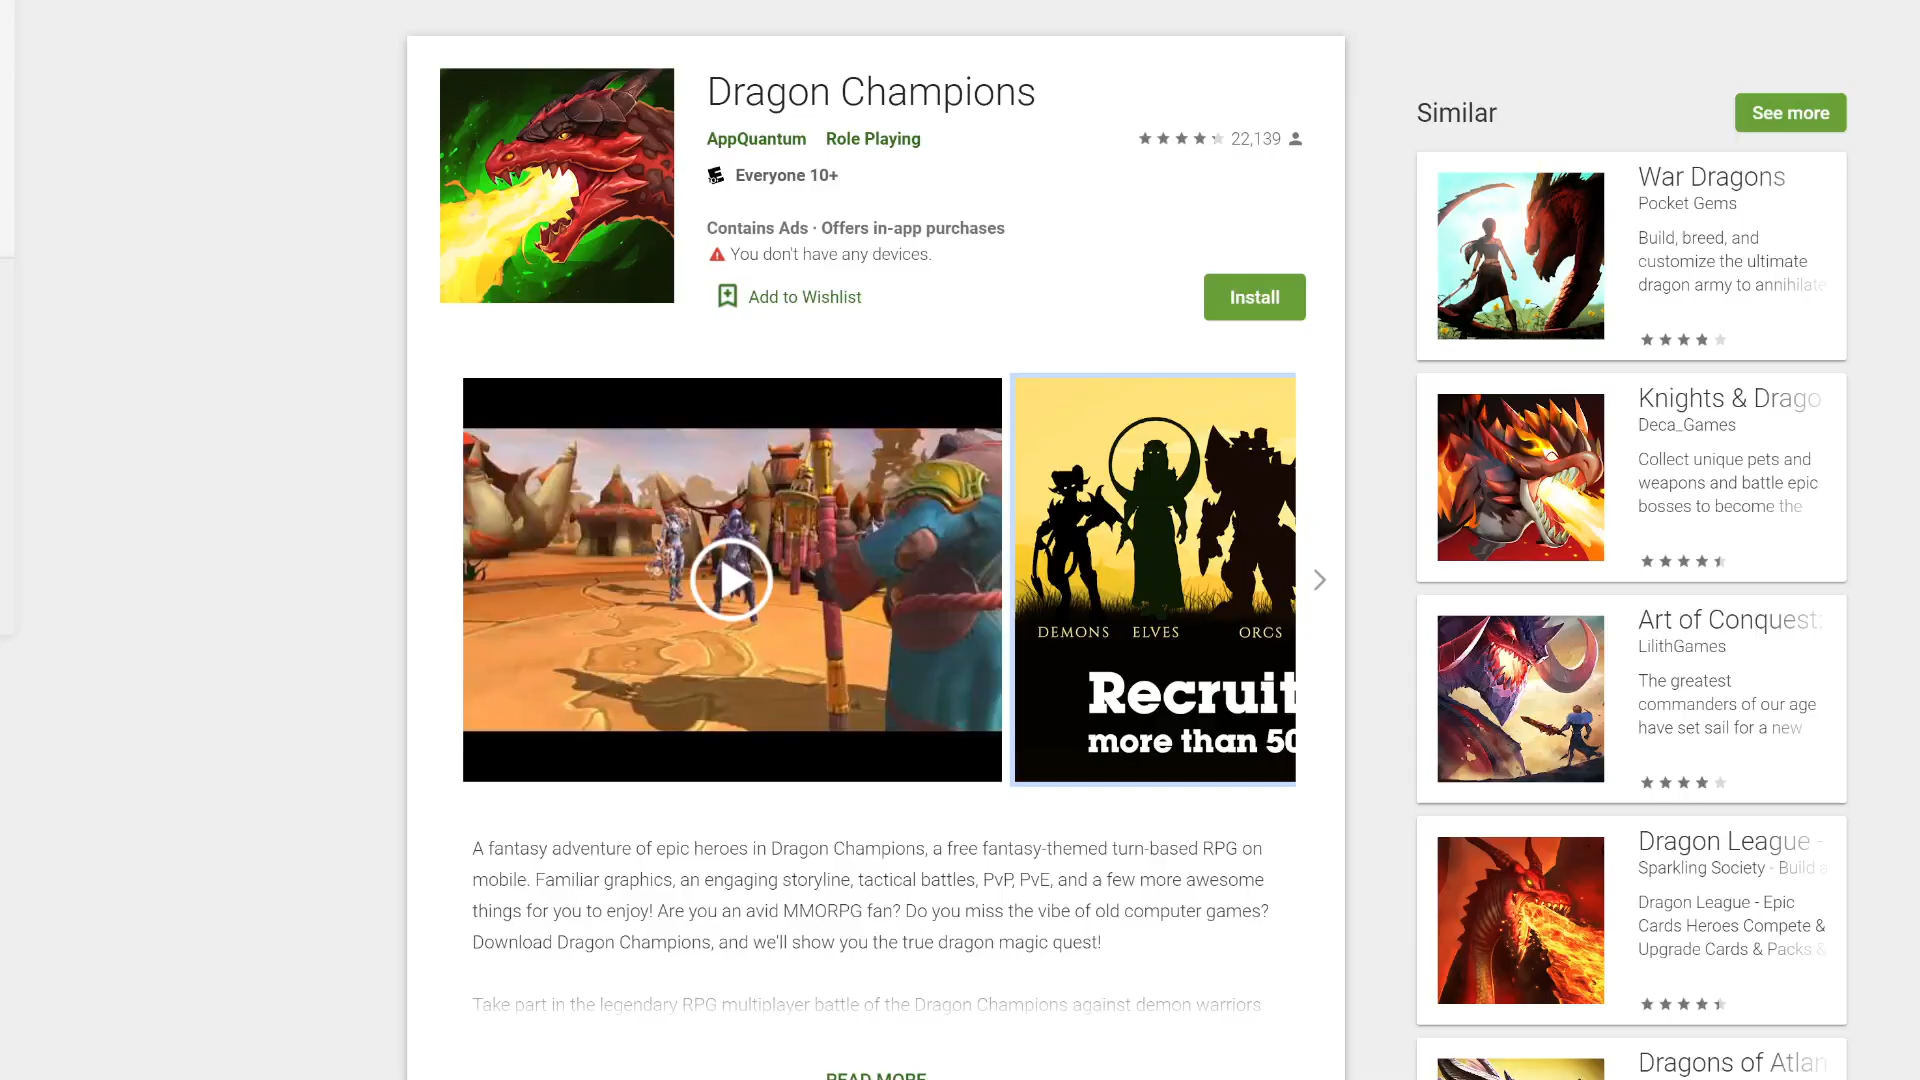 Dragon Champions
AppQuantum Role Playing
22,139
Everyone 10+
Contains Ads · Offers in-app purchases
You don't have any devices.
Add to Wishlist
Install
DEMONS ELVES ORCS
Recruit
more than 50
A fantasy adventure of epic heroes in Dragon Champions, a free fantasy-themed turn-based RPG on
mobile. Familiar graphics, an engaging storyline, tactical battles, PvP, PvE, and a few more awesome
things for you to enjoy! Are you an avid MMORPG fan? Do you miss the vibe of old computer games?
Download Dragon Champions, and we'll show you the true dragon magic quest!
Take part in the legendary RPG multiplayer battle of the Dragon Champions against demon warriors
READ MORE
Similar
See more
War Dragons
Pocket Gems
Build, breed, and
customize the ultimate
dragon army to annihilate
Knights & Drago
Deca_Games
Collect unique pets and
weapons and battle epic
bosses to become the
Art of Conquest:
LilithGames
The greatest
commanders of our age
have set sail for a new
Dragon League -
Sparkling Society - Build a
Dragon League - Epic
Cards Heroes Compete &
Upgrade Cards & Packs &
Dragons of Atlan